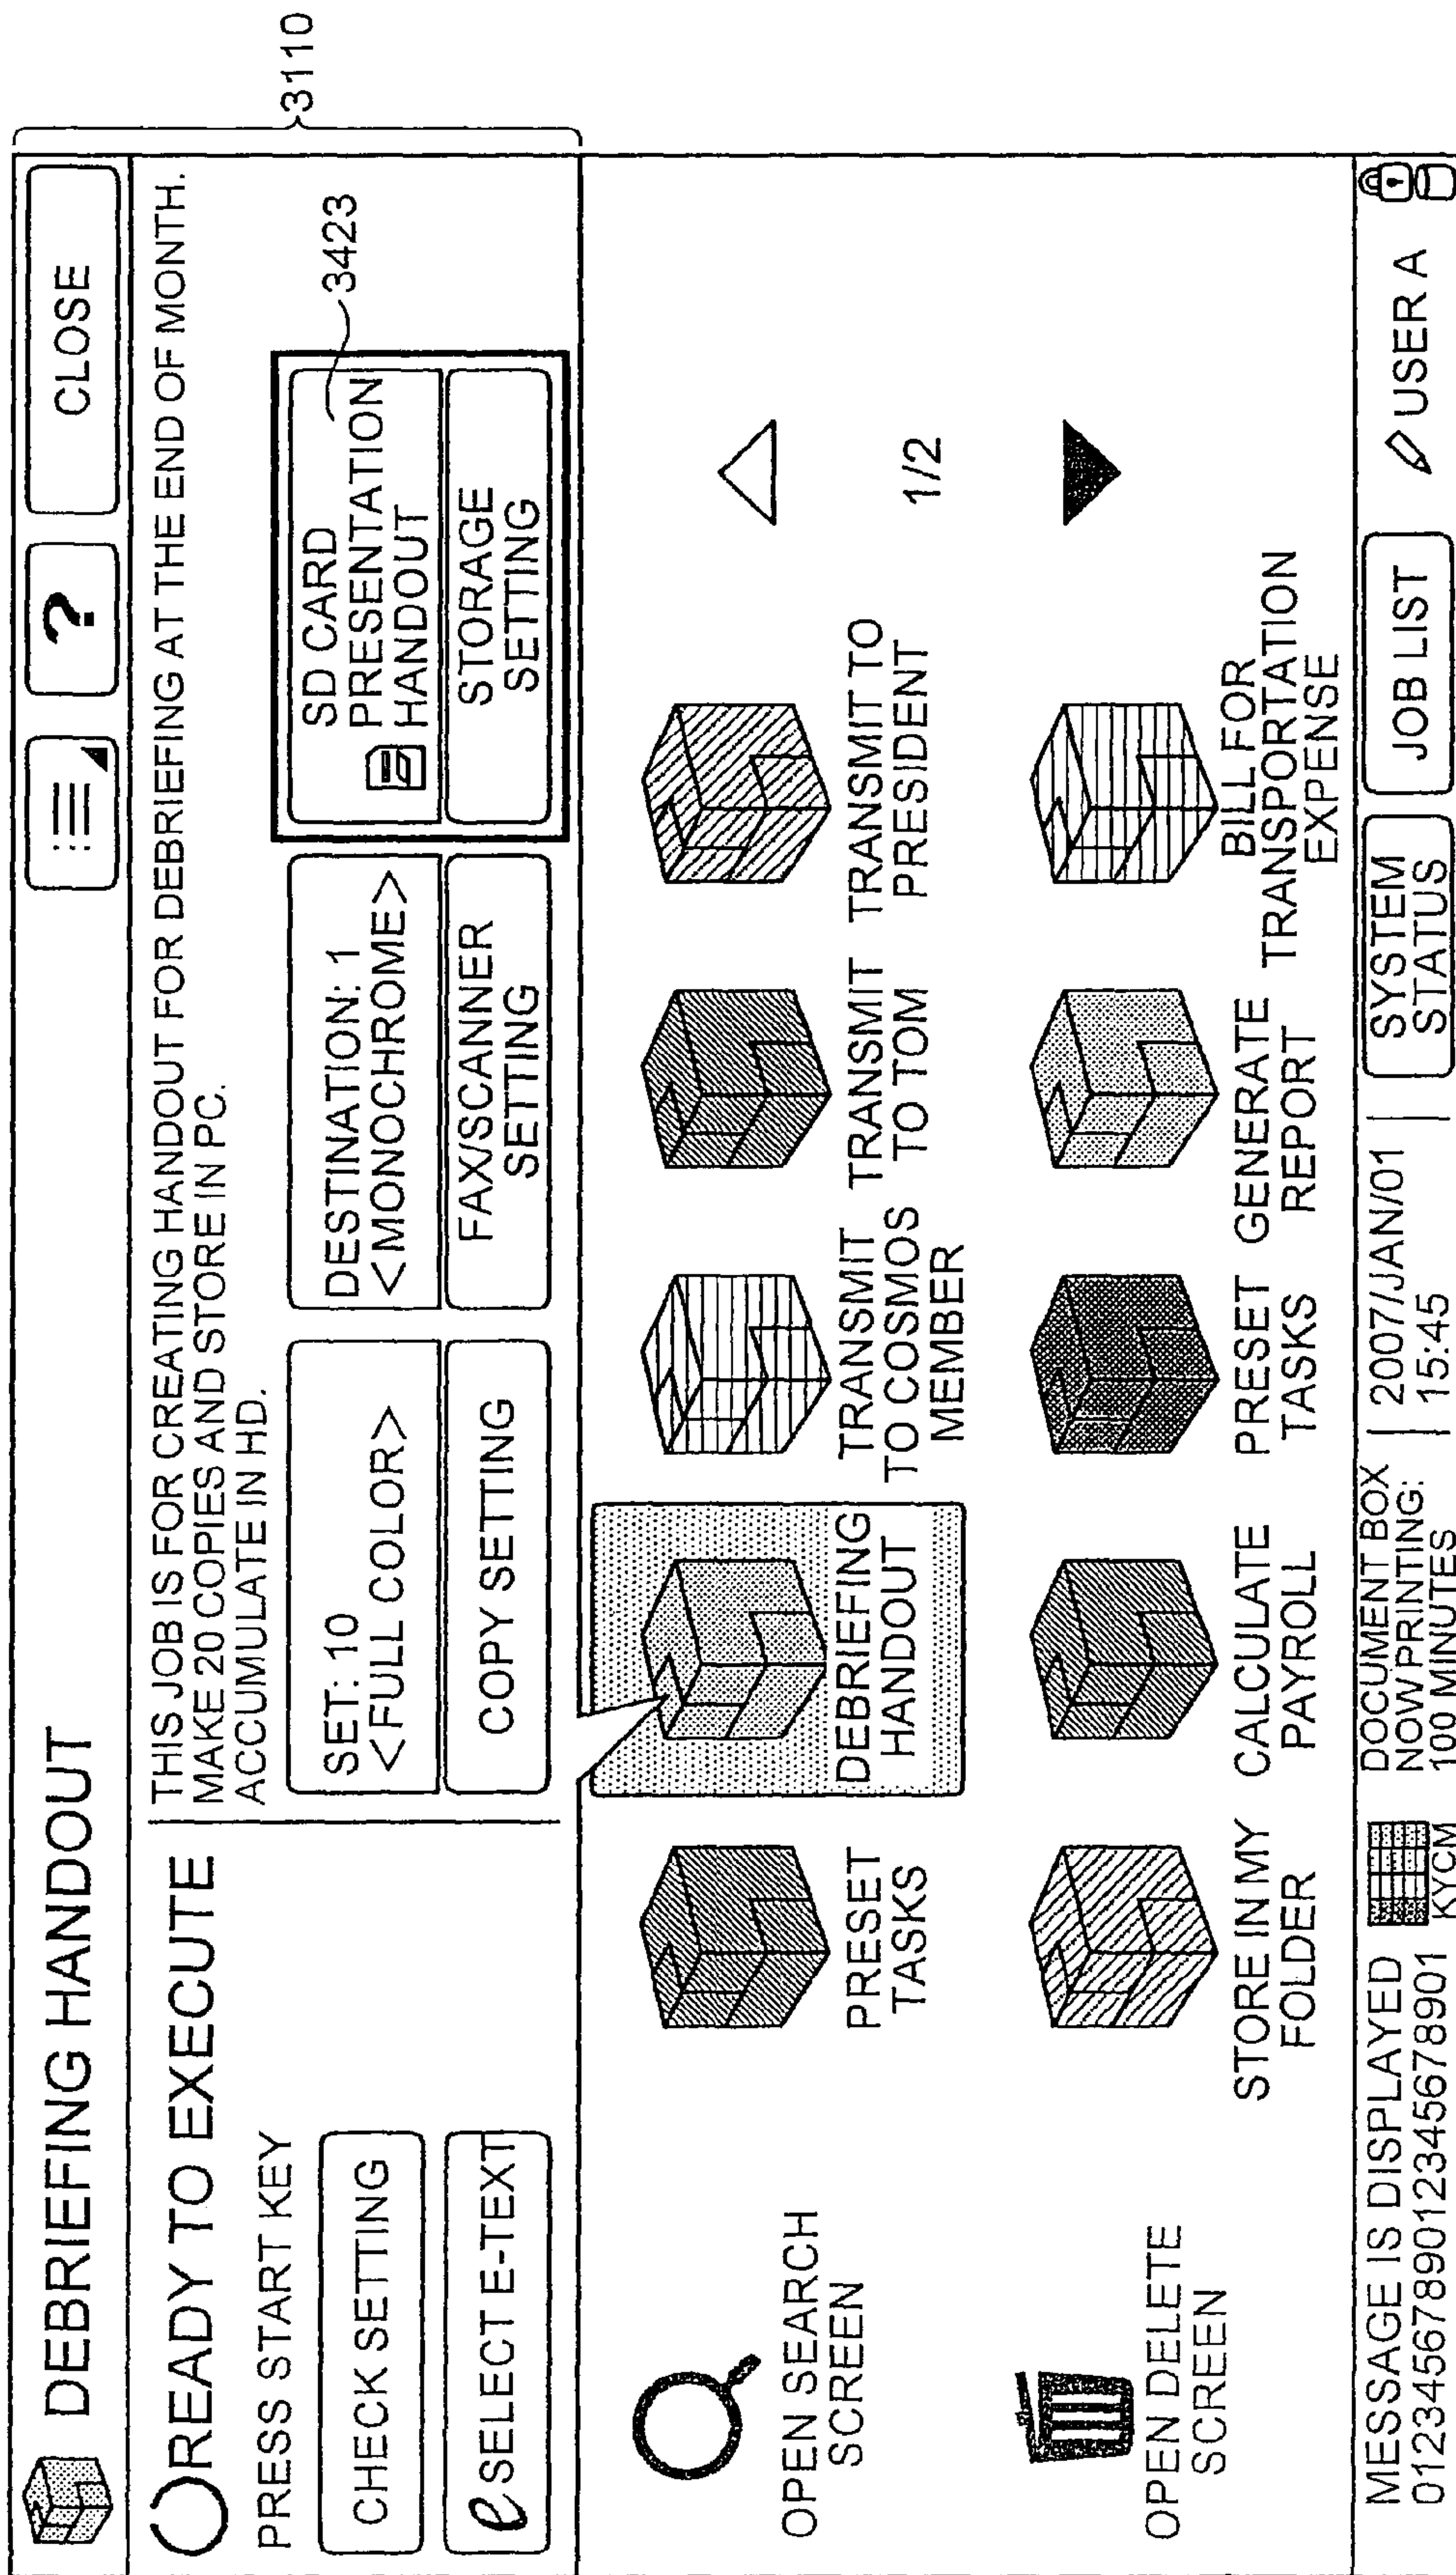 DEBRIEFING HANDOUT
?
CLOSE
3110
READY TO EXECUTE
PRESS START KEY
CHECK SETTING
e SELECT E-TEXT
THIS JOB IS FOR CREATING HANDOUT FOR DEBRIEFING AT THE END OF MONTH.
MAKE 20 COPIES AND STORE IN PC.
ACCUMULATE IN HD.
SET: 10
<FULL COLOR>
COPY SETTING
DESTINATION: 1
<MONOCHROME>
FAX/SCANNER
SETTING
SD CARD
PRESENTATION
HANDOUT
STORAGE
SETTING
3423
OPEN SEARCH
SCREEN
PRESET
TASKS
DEBRIEFING
HANDOUT
TRANSMIT
TO COSMOS
MEMBER
TRANSMIT
TO TOM
TRANSMIT TO
PRESIDENT
1/2
OPEN DELETE
SCREEN
STORE IN MY
FOLDER
CALCULATE
PAYROLL
PRESET
TASKS
GENERATE
REPORT
BILL FOR
TRANSPORTATION
EXPENSE
MESSAGE IS DISPLAYED
0123456789012345678901
KYCM
DOCUMENT BOX
NOW PRINTING:
100 MINUTES
2007/JAN/01
15:45
SYSTEM
STATUS
JOB LIST
USER A